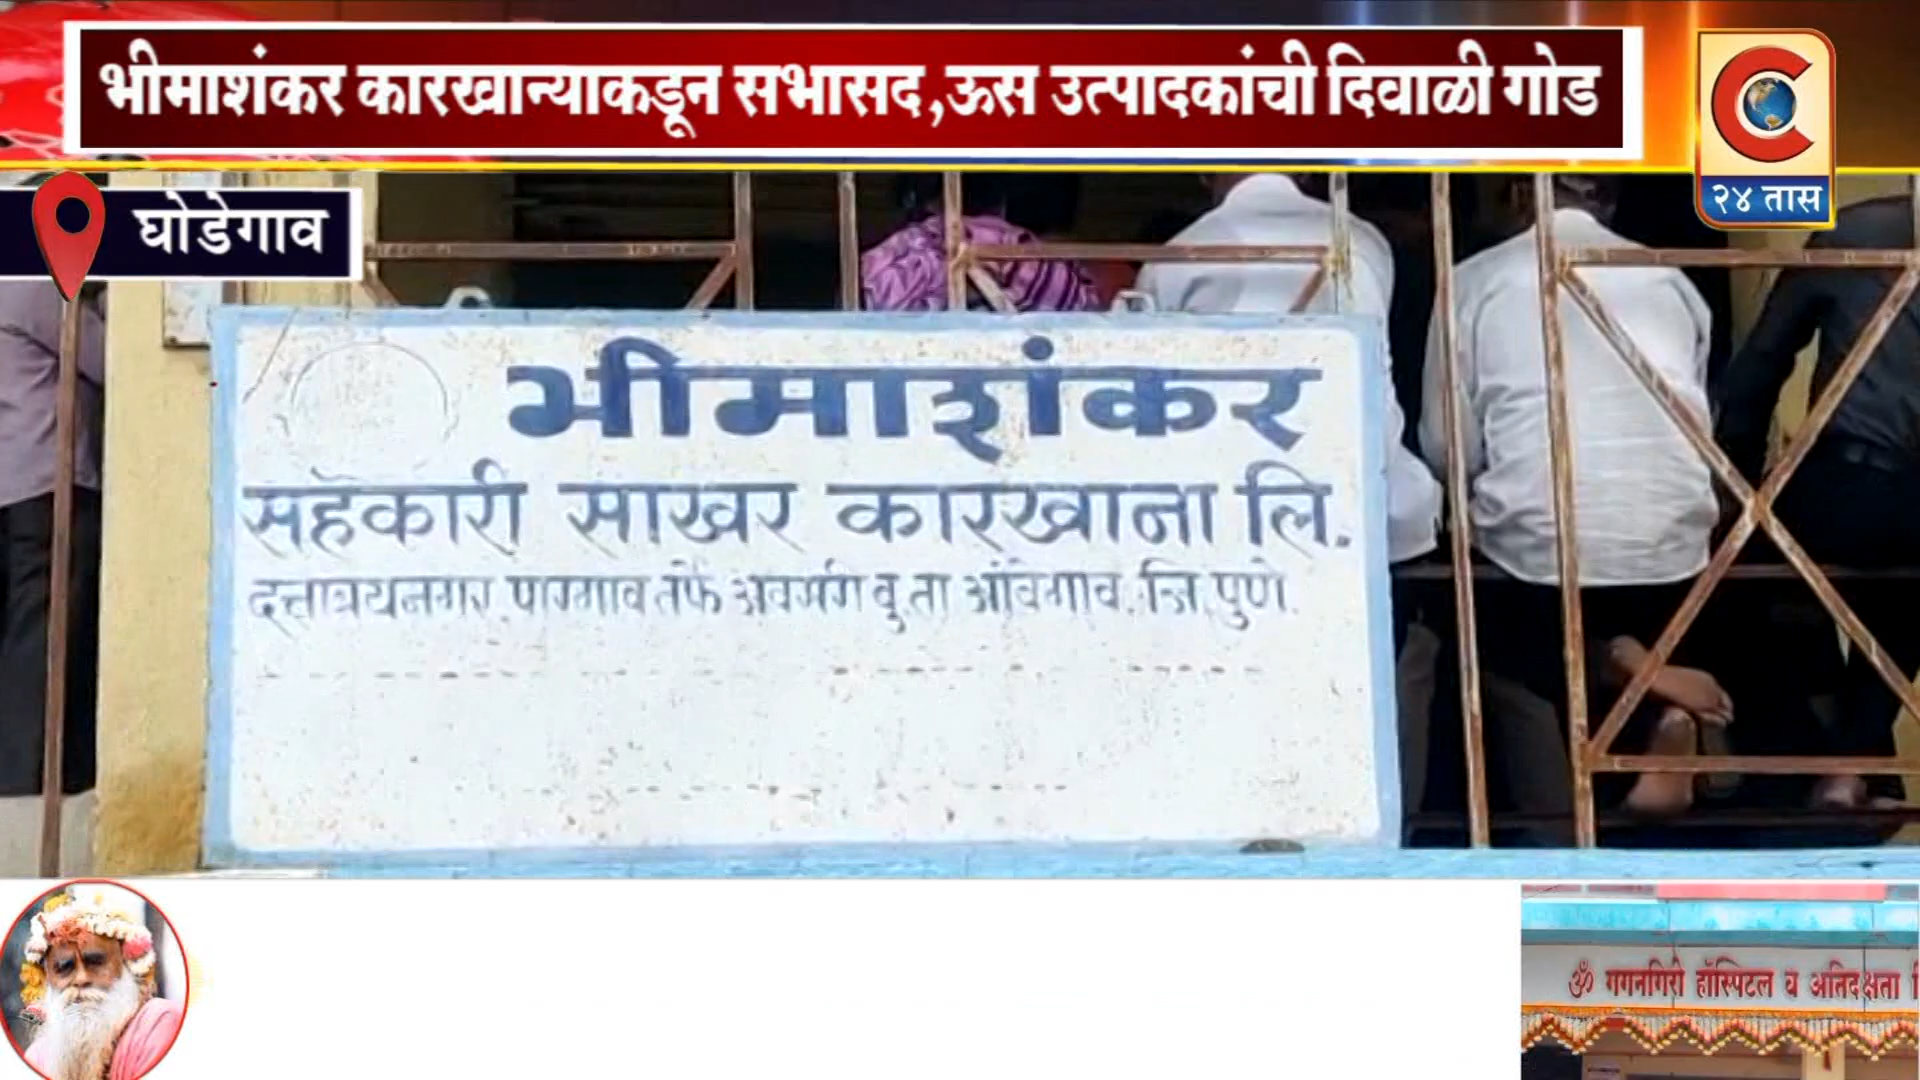 भीमाशंकर कारखान्याकडून सभासद,ऊस उत्पादकांची दिवाळी गोड
२४ तास
घोडेगाव
भीमाशंकर
सहकारी साखर कारखाना लि.
दत्तात्रयनगर, पारगाव तर्फे अवसरी बु. ता आंबेगाव, जि. पुणे.
ॐ गगनगिरी हॉस्पिटल व अतिदक्षता